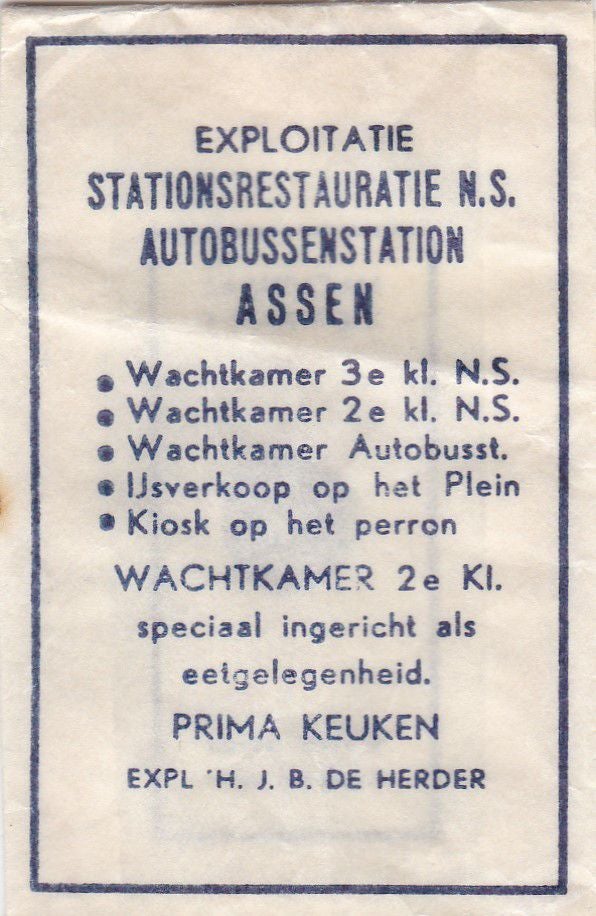 EXPLOITATIE
STATIONSRESTAURATIE N.S.
AUTOBUSSENSTATION
ASSEN
• Wachtkamer 3e kl. N.S.
• Wachtkamer 2e kl. N.S.
• Wachtkamer Autobusst.
• IJsverkoop op het Plein
• Kiosk op het perron
WACHTKAMER 2e Kl.
speciaal ingericht als
eetgelegenheid.
PRIMA KEUKEN
EXPL 'H. J. B. DE HERDER